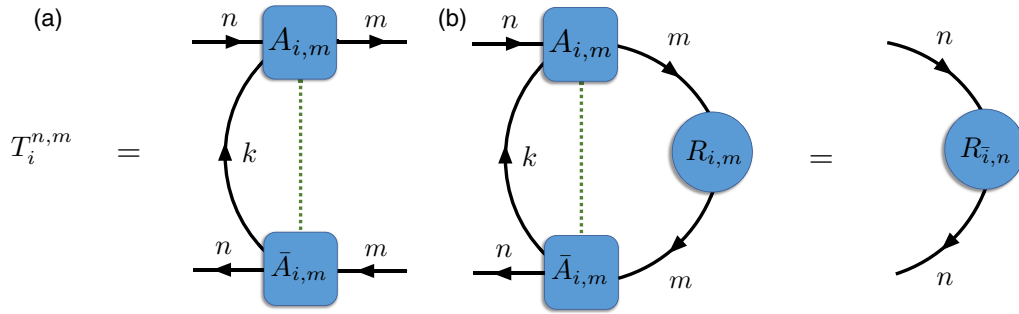 (a) n A_{i,m} m (b) n A_{i,m} m n
T_i^{n,m} = k k R_{i,m} = R_{\bar{i},n}
n \bar{A}_{i,m} m n \bar{A}_{i,m} m n